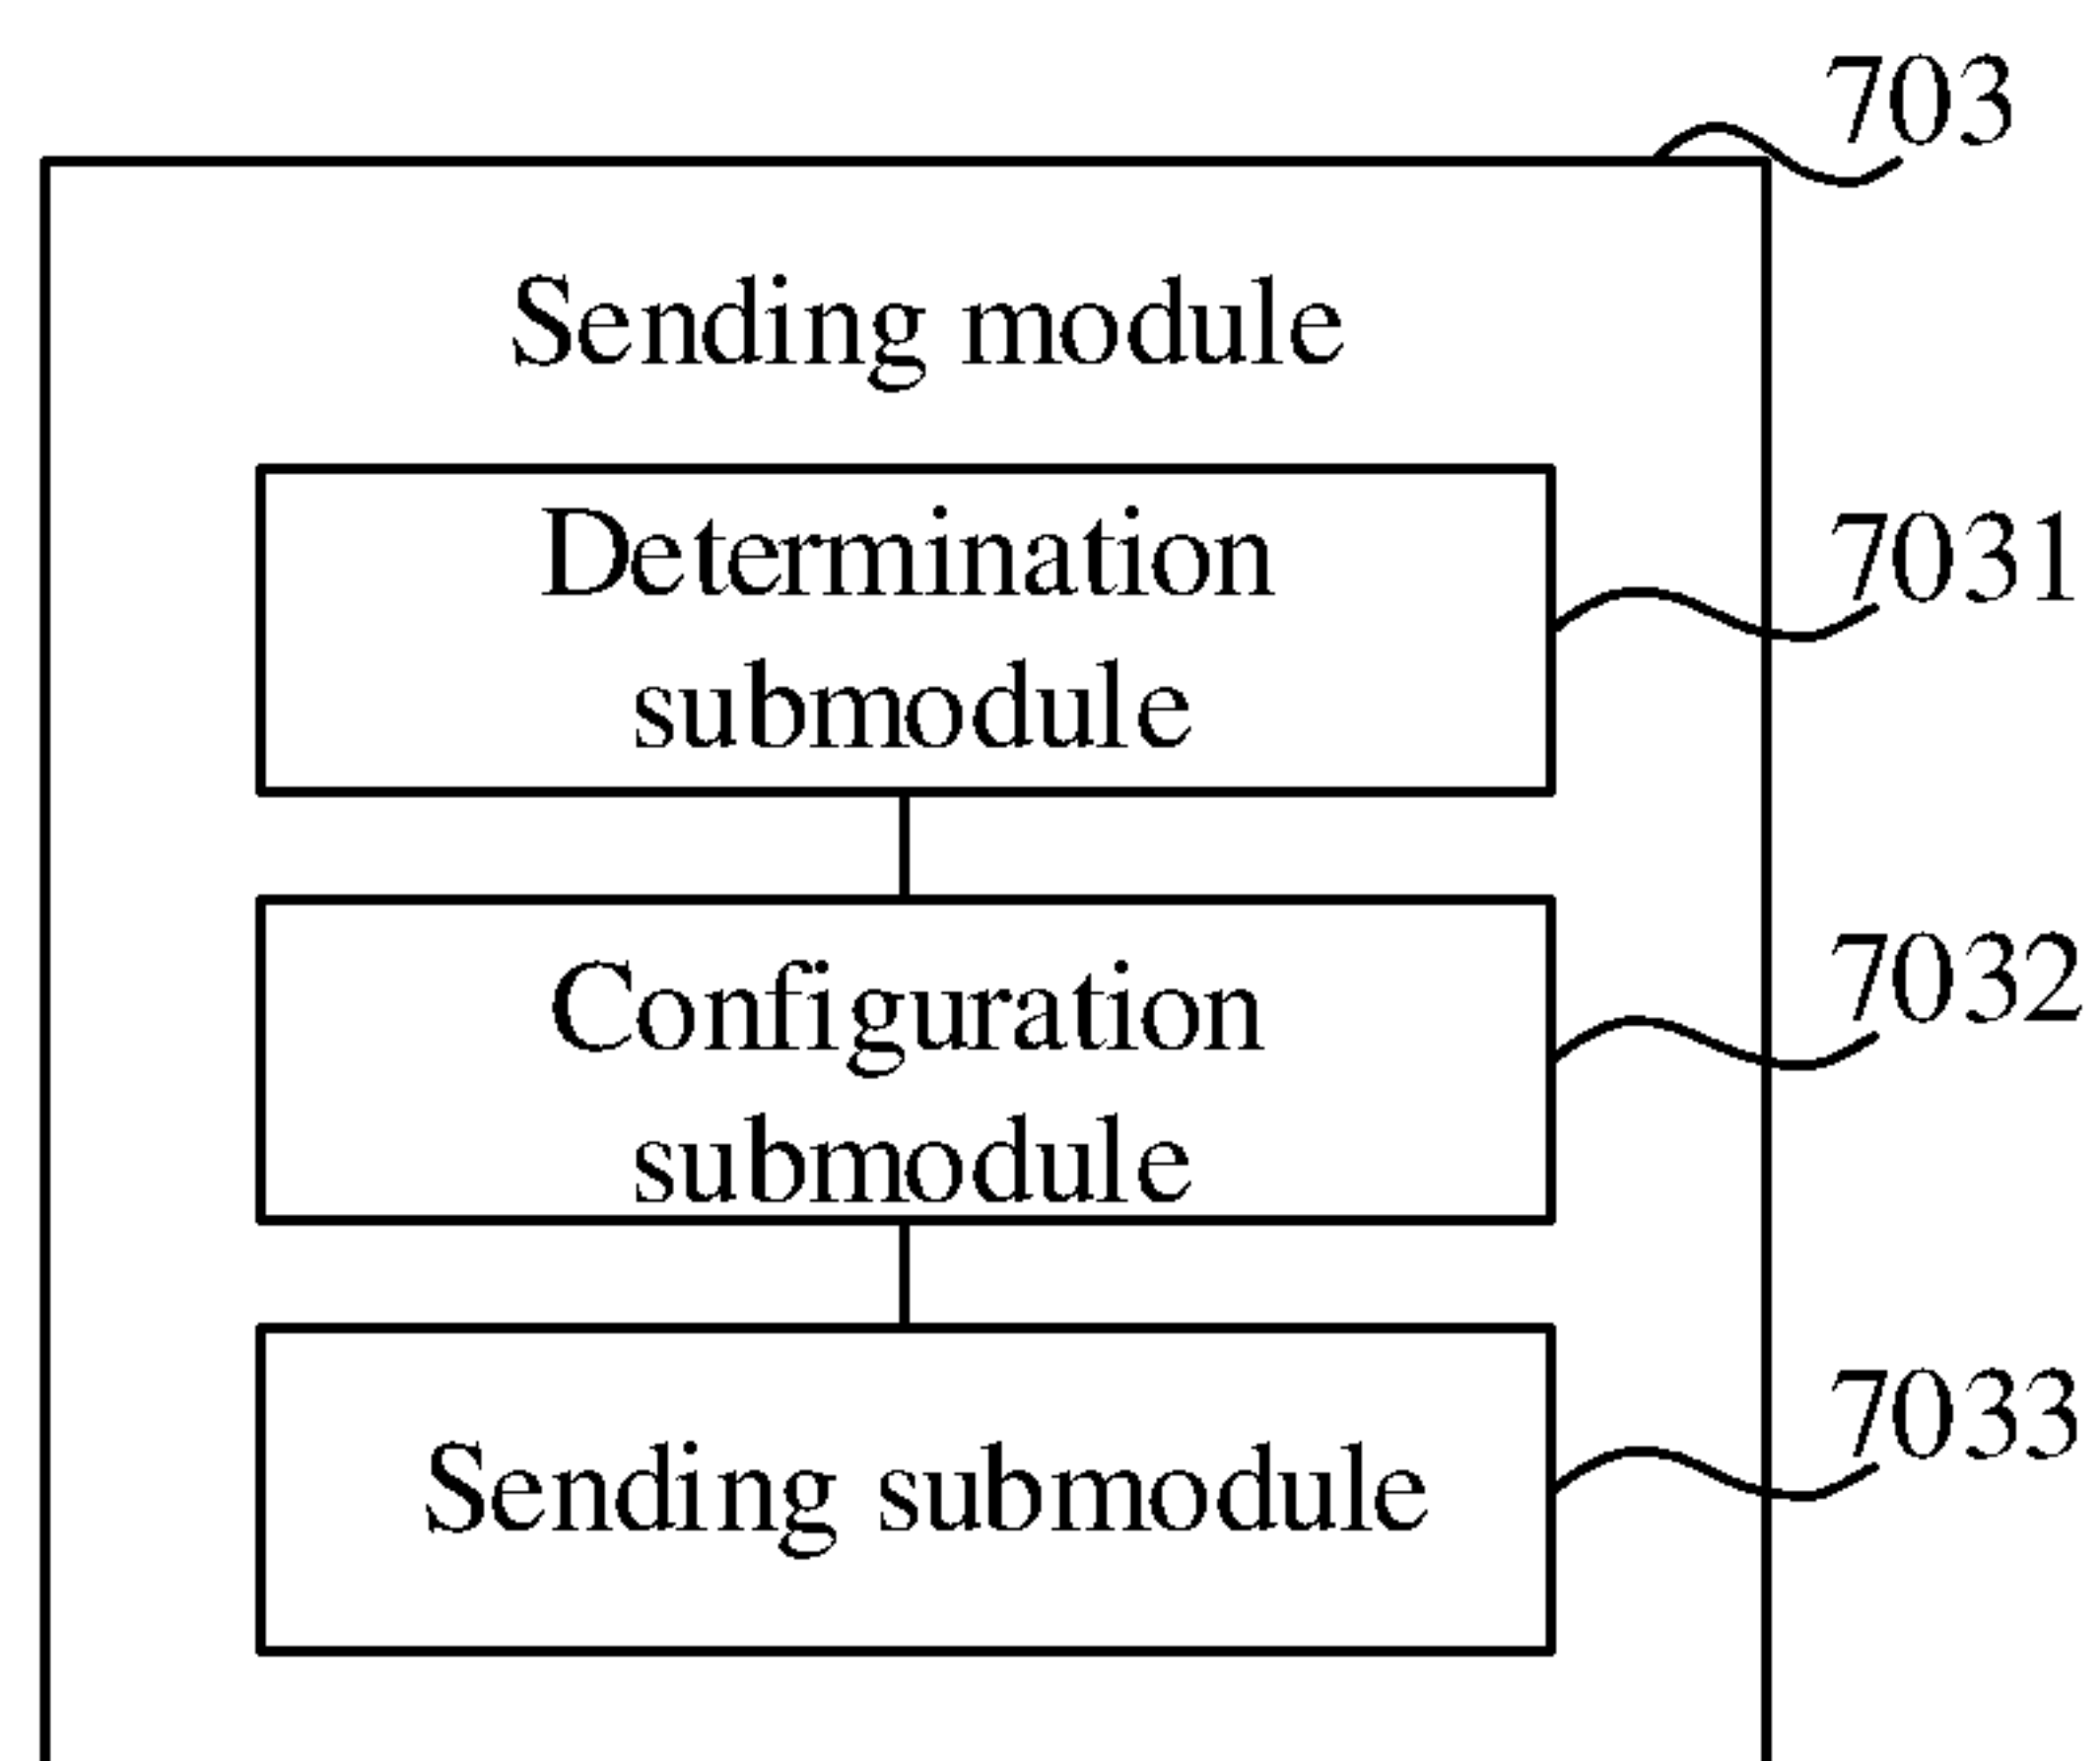 703
Sending module
Determination
submodule
7031
Configuration
submodule
7032
Sending submodule
7033